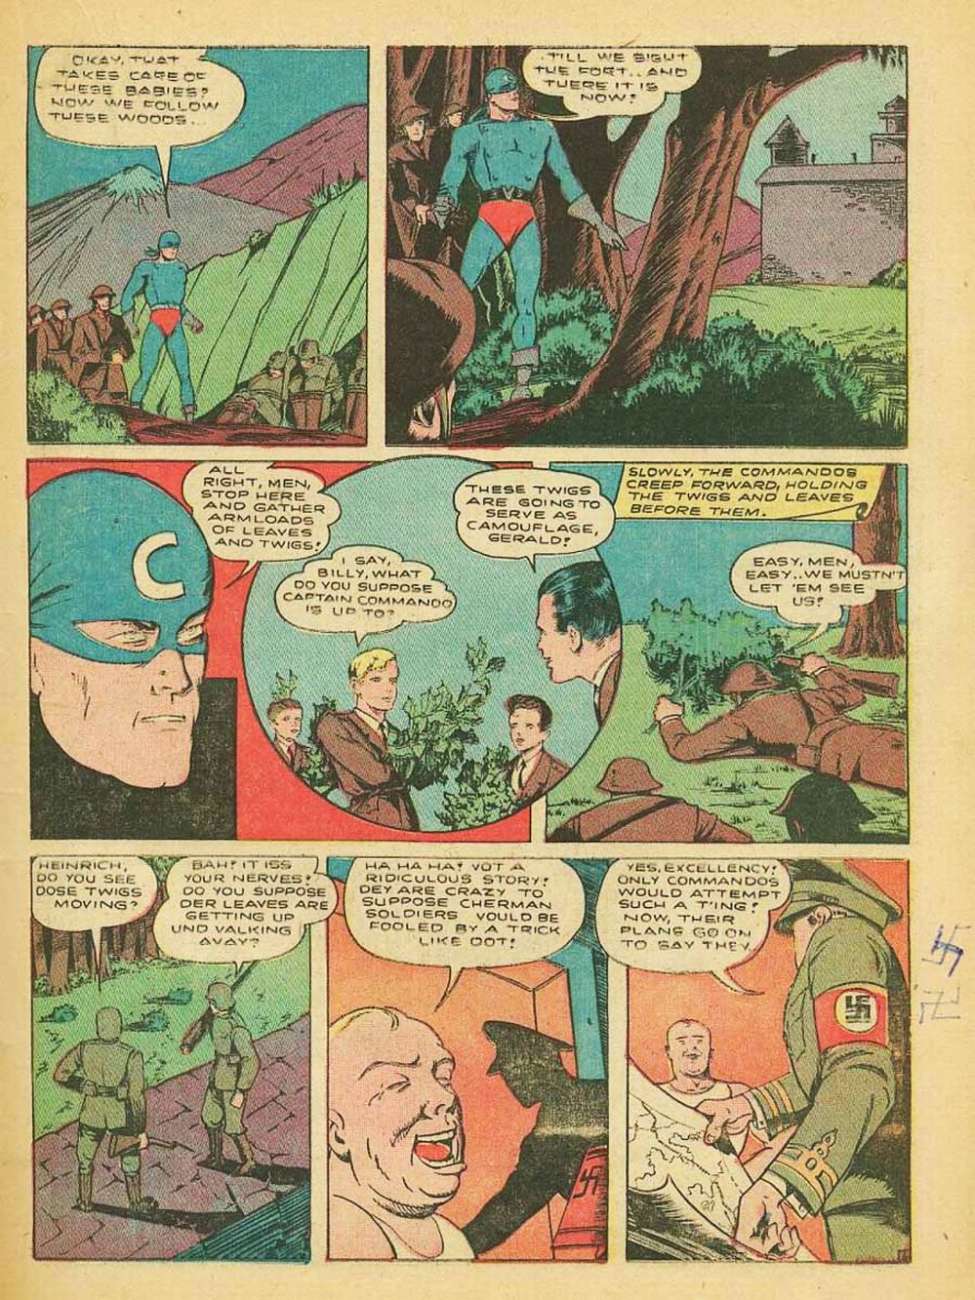 OKAY, THAT
TAKES CARE OF
THESE BABIES!
NOW WE FOLLOW
THESE WOODS...
..TILL WE SIGHT
THE FORT.. AND
THERE IT IS
NOW!
C
ALL
RIGHT, MEN,
STOP HERE
AND GATHER
ARMLOADS
OF LEAVES
AND TWIGS!
I SAY,
BILLY, WHAT
DO YOU SUPPOSE
CAPTAIN COMMANDO
IS UP TO?
THESE TWIGS
ARE GOING TO
SERVE AS
CAMOUFLAGE,
GERALD!
SLOWLY, THE COMMANDOS
CREEP FORWARD, HOLDING
THE TWIGS AND LEAVES
BEFORE THEM.
EASY, MEN,
EASY.. WE MUSTN'T
LET 'EM SEE
US!
HEINRICH,
DO YOU SEE
DOSE TWIGS
MOVING?
BAH! IT ISS
YOUR NERVES!
DO YOU SUPPOSE
DER LEAVES ARE
GETTING UP
UND VALKING
AVAY?
HA HA HA! VOT A
RIDICULOUS STORY!
DEY ARE CRAZY TO
SUPPOSE CHERMAN
SOLDIERS VOULD BE
FOOLED BY A TRICK
LIKE DOT!
YES, EXCELLENCY!
ONLY COMMANDOS
WOULD ATTEMPT
SUCH A T'ING!
NOW, THEIR
PLANS GO ON
TO SAY THEY..